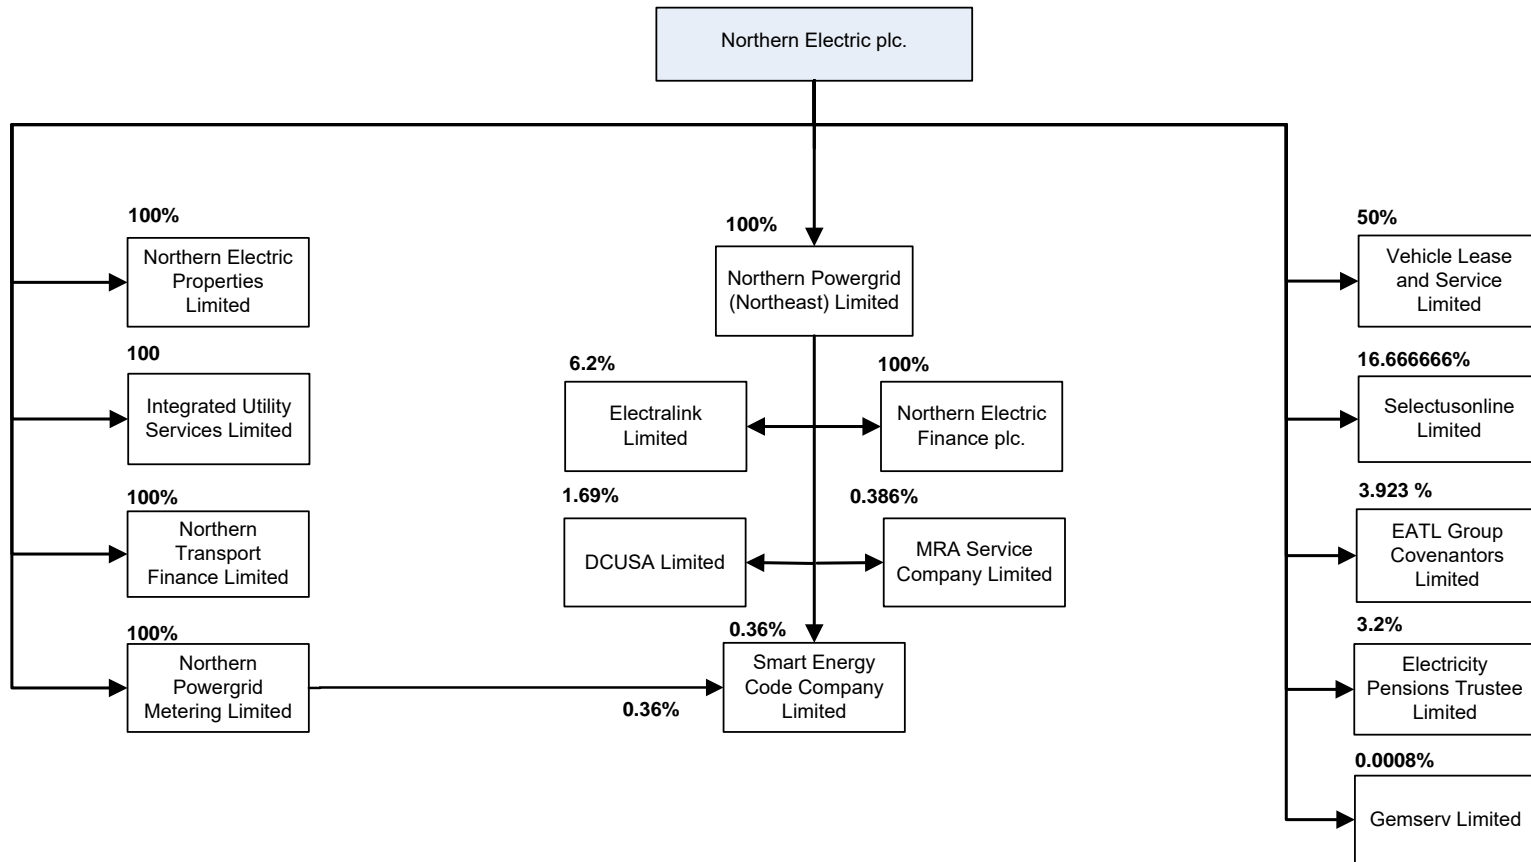 Northern Electric plc.
100%
Northern Electric
Properties
Limited
100
Integrated Utility
Services Limited
100%
Northern
Transport
Finance Limited
100%
Northern
Powergrid
Metering Limited
100%
Northern Powergrid
(Northeast) Limited
6.2%
Electralink
Limited
100%
Northern Electric
Finance plc.
1.69%
DCUSA Limited
0.386%
MRA Service
Company Limited
0.36%
Smart Energy
Code Company
Limited
0.36%
50%
Vehicle Lease
and Service
Limited
16.666666%
Selectusonline
Limited
3.923 %
EATL Group
Covenantors
Limited
3.2%
Electricity
Pensions Trustee
Limited
0.0008%
Gemserv Limited